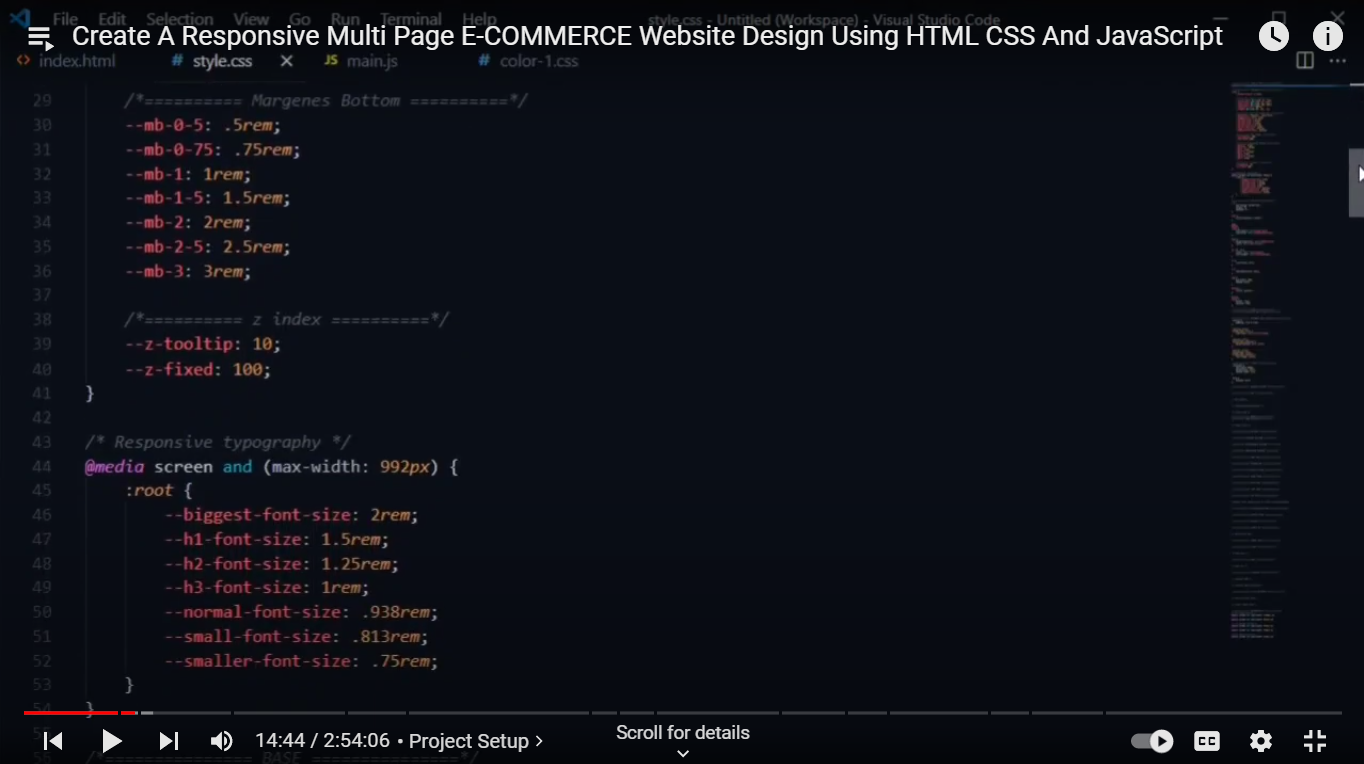 File Edit Selection View Go Run Terminal Help style.css - Untitled (Workspace) - Visual Studio Code
Create A Responsive Multi Page E-COMMERCE Website Design Using HTML CSS And JavaScript
<> index.html # style.css × JS main.js # color-1.css ...
29 /*========== Margenes Bottom ==========*/
30 --mb-0-5: .5rem;
31 --mb-0-75: .75rem;
32 --mb-1: 1rem;
33 --mb-1-5: 1.5rem;
34 --mb-2: 2rem;
35 --mb-2-5: 2.5rem;
36 --mb-3: 3rem;
37
38 /*========== z index ==========*/
39 --z-tooltip: 10;
40 --z-fixed: 100;
41 }
42
43 /* Responsive typography */
44 @media screen and (max-width: 992px) {
45 :root {
46 --biggest-font-size: 2rem;
47 --h1-font-size: 1.5rem;
48 --h2-font-size: 1.25rem;
49 --h3-font-size: 1rem;
50 --normal-font-size: .938rem;
51 --small-font-size: .813rem;
52 --smaller-font-size: .75rem;
53 }
54 }
55
14:44 / 2:54:06 • Project Setup >
Scroll for details
CC
56 /*=============== BASE ===============*/